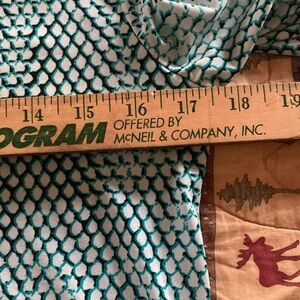 14 15 16 17 18 19
OGRAM OFFERED BY
McNEIL & COMPANY, INC.